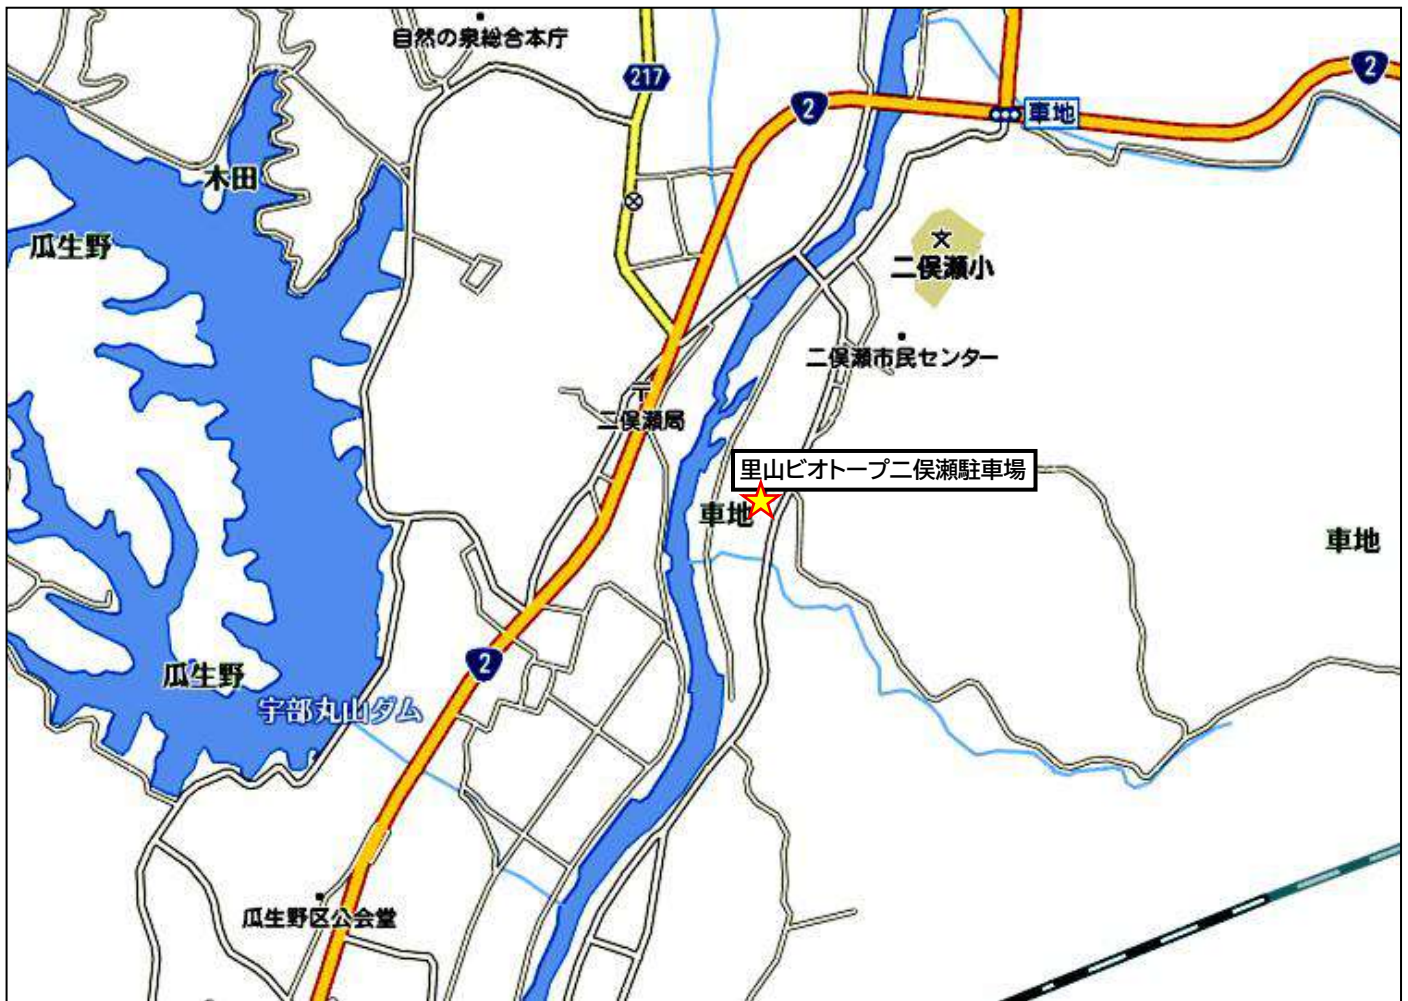 自然の泉総合本庁
217
2
2
車地
木田
瓜生野
二俣瀬小
二俣瀬市民センター
二俣瀬局
里山ビオトープ二俣瀬駐車場
車地
車地
瓜生野
2
宇部丸山ダム
瓜生野区公会堂